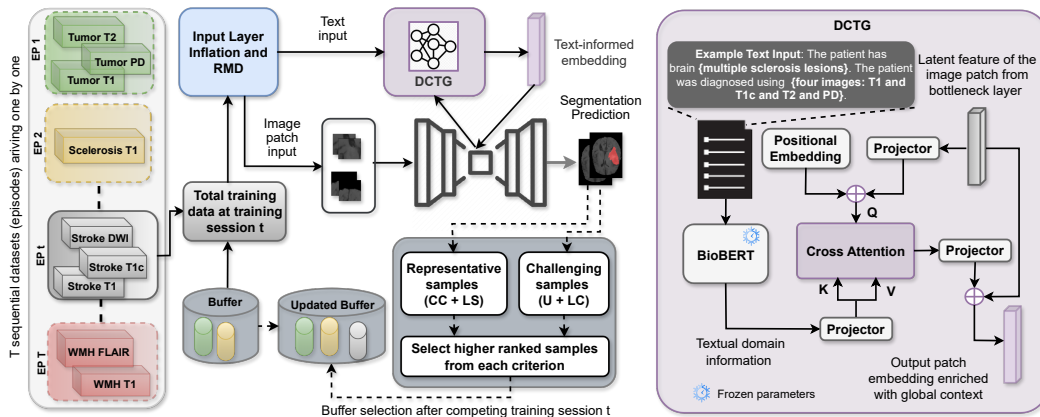 T sequential datasets (episodes) ariving one by one
EP 1
Tumor T2
Tumor PD
Tumor T1
EP 2
Scelerosis T1
EP t
Stroke DWI
Stroke T1c
Stroke T1
EP T
WMH FLAIR
WMH T1
Input Layer
Inflation and
RMD
Text
input
DCTG
Text-informed
embedding
Image
patch
input
Segmentation
Prediction
Total training
data at training
session t
Buffer
Updated Buffer
Representative
samples
(CC + LS)
Challenging
samples
(U + LC)
Select higher ranked samples
from each criterion
Buffer selection after competing training session t
DCTG
Example Text Input: The patient has
brain {multiple sclerosis lesions}. The patient
was diagnosed using {four images: T1 and
T1c and T2 and PD}.
Latent feature of the
image patch from
bottleneck layer
Positional
Embedding
Projector
Q
BioBERT
Cross Attention
Projector
K
V
Projector
Textual domain
information
Output patch
embedding enriched
with global context
Frozen parameters